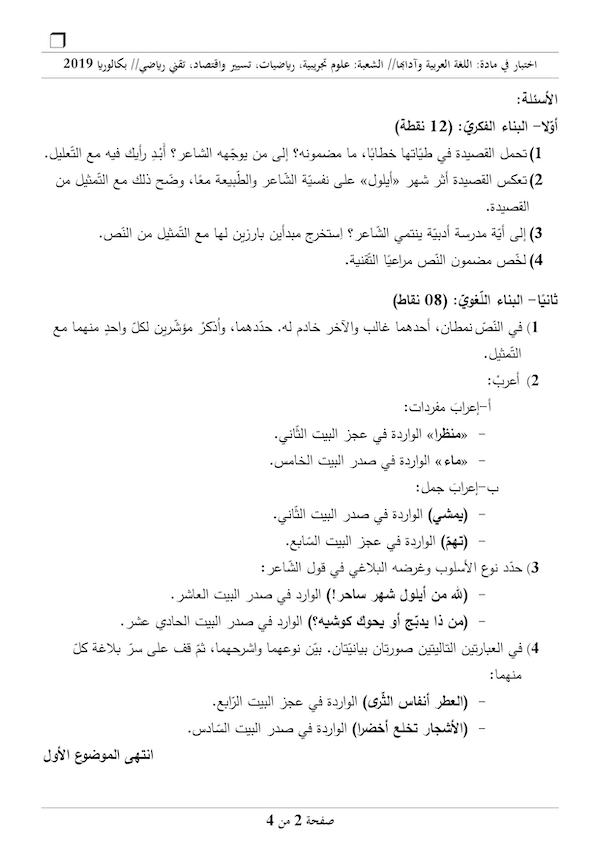 اختبار في مادة: اللغة العربية وآدابها// الشعبة: علوم تجريبية، رياضيات، تسيير واقتصاد، تقني رياضي// بكالوريا 2019
الأسئلة:
أوّلا- البناء الفكريّ: (12 نقطة)
1) تحمل القصيدة في طيّاتها خطابًا، ما مضمونه؟ إلى من يوجّهه الشاعر؟ أَبْدِ رأيك فيه مع التّعليل.
2) تعكس القصيدة أثر شهر «أيلول» على نفسيّة الشّاعر والطّبيعة معًا، وضّح ذلك مع التّمثيل من
القصيدة.
3) إلى أيّة مدرسة أدبيّة ينتمي الشّاعر؟ اِستخرج مبدأين بارزين لها مع التّمثيل من النّص.
4) لخّص مضمون النّص مراعيًا التّقنية.
ثانيًا- البناء اللّغويّ: (08 نقاط)
1) في النّصّ نمطان، أحدهما غالب والآخر خادم له. حدّدهما، وأذكرْ مؤشّرين لكلّ واحدٍ منهما مع
التّمثيل.
2) أعربْ:
أ-إعرابَ مفردات:
- «منظرا» الواردة في عجز البيت الثّاني.
- «ماء» الواردة في صدر البيت الخامس.
ب-إعرابَ جمل:
- (يمشي) الواردة في صدر البيت الثّاني.
- (تهمّ) الواردة في عجز البيت السّابع.
3) حدّد نوع الأسلوب وغرضه البلاغي في قول الشّاعر:
- (لله من أيلول شهر ساحر!) الوارد في صدر البيت العاشر.
- (من ذا يدبّج أو يحوك كوشيه؟) الوارد في صدر البيت الحادي عشر.
4) في العبارتين التاليتين صورتان بيانيّتان. بيّن نوعهما واشرحهما، ثمّ قف على سرّ بلاغة كلّ
منهما:
- (العطر أنفاس الثّرى) الواردة في عجز البيت الرّابع.
- (الأشجار تخلع أخضرا) الواردة في صدر البيت السّادس.
انتهى الموضوع الأول
صفحة 2 من 4